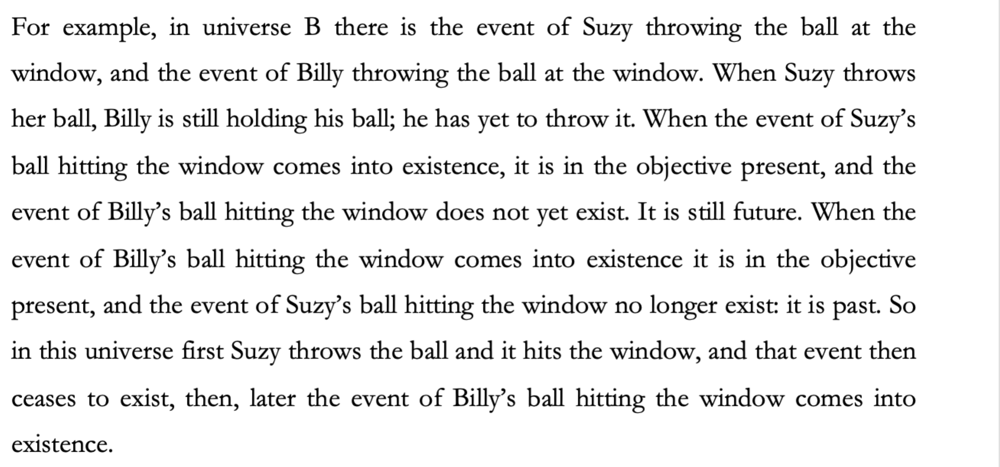 For example, in universe B there is the event of Suzy throwing the ball at the
window, and the event of Billy throwing the ball at the window. When Suzy throws
her ball, Billy is still holding his ball; he has yet to throw it. When the event of Suzy’s
ball hitting the window comes into existence, it is in the objective present, and the
event of Billy’s ball hitting the window does not yet exist. It is still future. When the
event of Billy’s ball hitting the window comes into existence it is in the objective
present, and the event of Suzy’s ball hitting the window no longer exist: it is past. So
in this universe first Suzy throws the ball and it hits the window, and that event then
ceases to exist, then, later the event of Billy’s ball hitting the window comes into
existence.